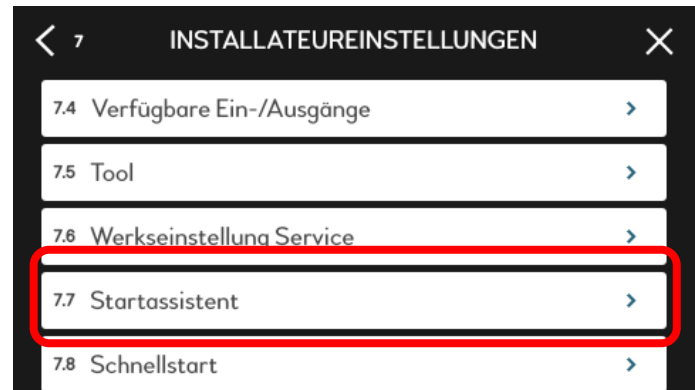 7 INSTALLATEUREINSTELLUNGEN
7.4 Verfügbare Ein-/Ausgänge
7.5 Tool
7.6 Werkseinstellung Service
7.7 Startassistent
7.8 Schnellstart